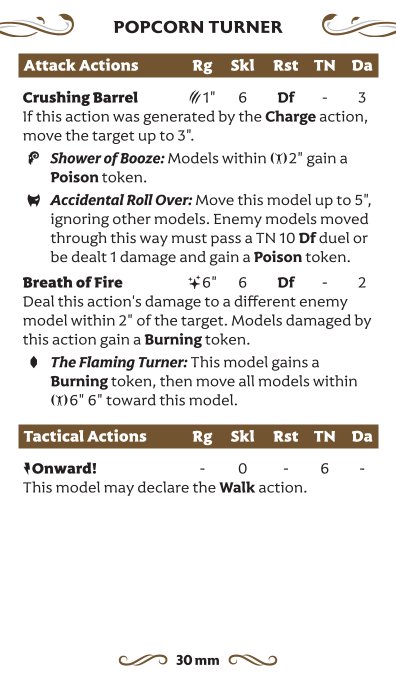 POPCORN TURNER
Attack Actions Rg Skl Rst TN Da
Crushing Barrel 1" 6 Df - 3
If this action was generated by the Charge action,
move the target up to 3".
Shower of Booze: Models within 2" gain a
Poison token.
Accidental Roll Over: Move this model up to 5",
ignoring other models. Enemy models moved
through this way must pass a TN 10 Df duel or
be dealt 1 damage and gain a Poison token.
Breath of Fire 6" 6 Df - 2
Deal this action's damage to a different enemy
model within 2" of the target. Models damaged by
this action gain a Burning token.
The Flaming Turner: This model gains a
Burning token, then move all models within
6" 6" toward this model.
Tactical Actions Rg Skl Rst TN Da
Onward! - 0 - 6 -
This model may declare the Walk action.
30 mm